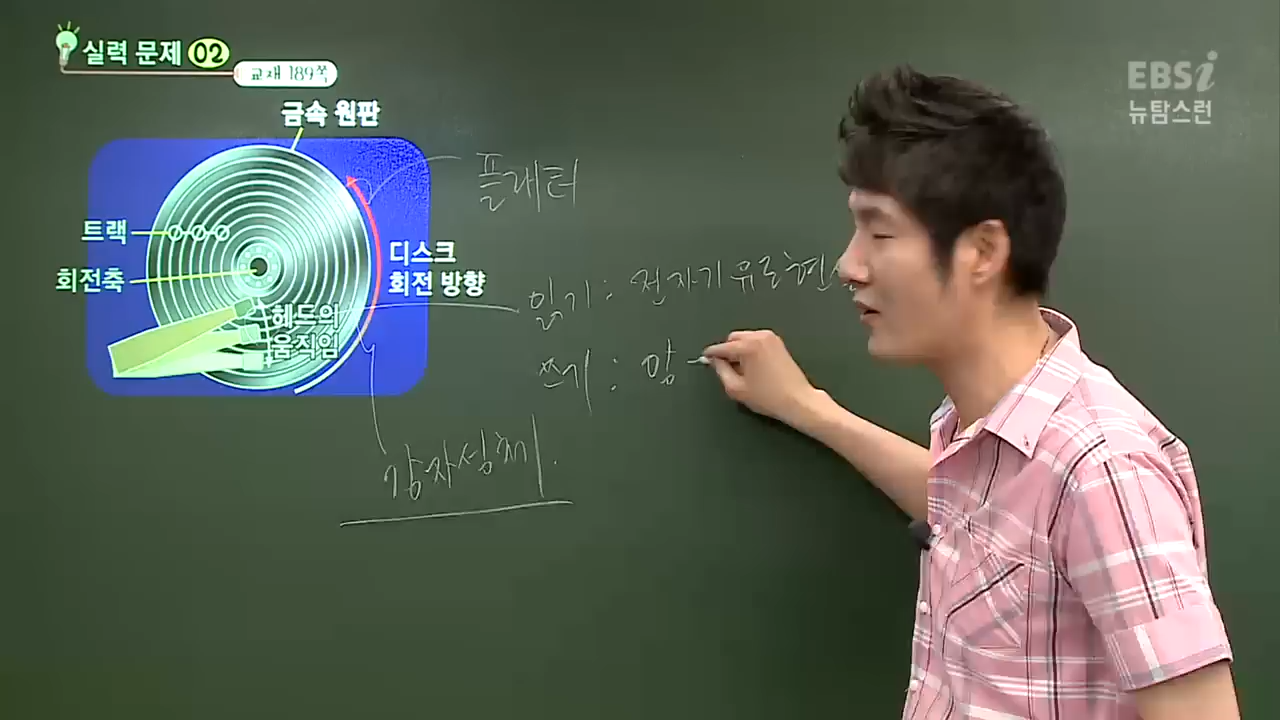 실력 문제 02
교재 189쪽
EBSi
뉴탐스런
금속 원판
플래터
트랙
디스크
회전 방향
회전축
헤드의
움직임
읽기 : 전자기 유도현
쓰기 : 앙
강자성체.